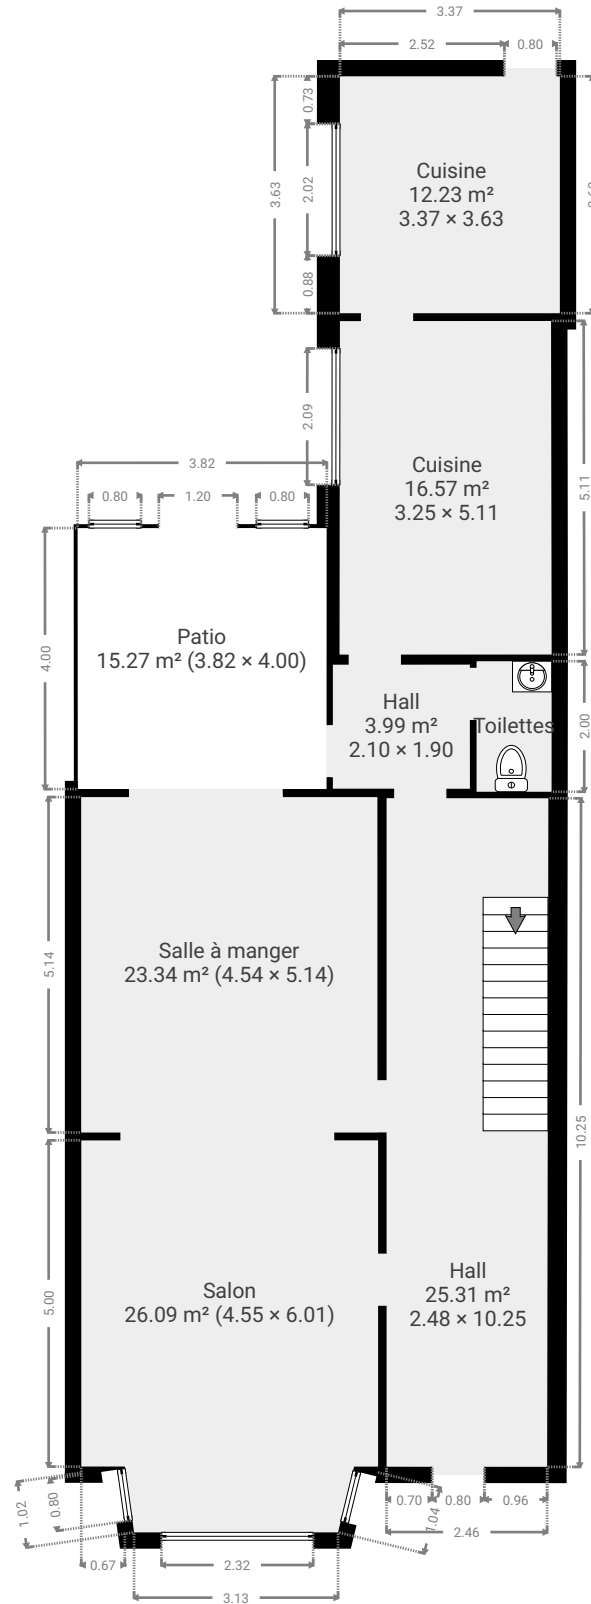 3.37
2.52
0.80
0.73
3.63
2.02
0.88
Cuisine
12.23 m²
3.37 × 3.63
2.09
5.11
Cuisine
16.57 m²
3.25 × 5.11
3.82
0.80
1.20
0.80
4.00
Patio
15.27 m² (3.82 × 4.00)
Hall
3.99 m²
2.10 × 1.90
Toilettes
2.00
5.14
Salle à manger
23.34 m² (4.54 × 5.14)
10.25
5.00
Salon
26.09 m² (4.55 × 6.01)
Hall
25.31 m²
2.48 × 10.25
1.02
0.80
1.04
0.70
0.80
0.96
2.46
0.67
2.32
3.13